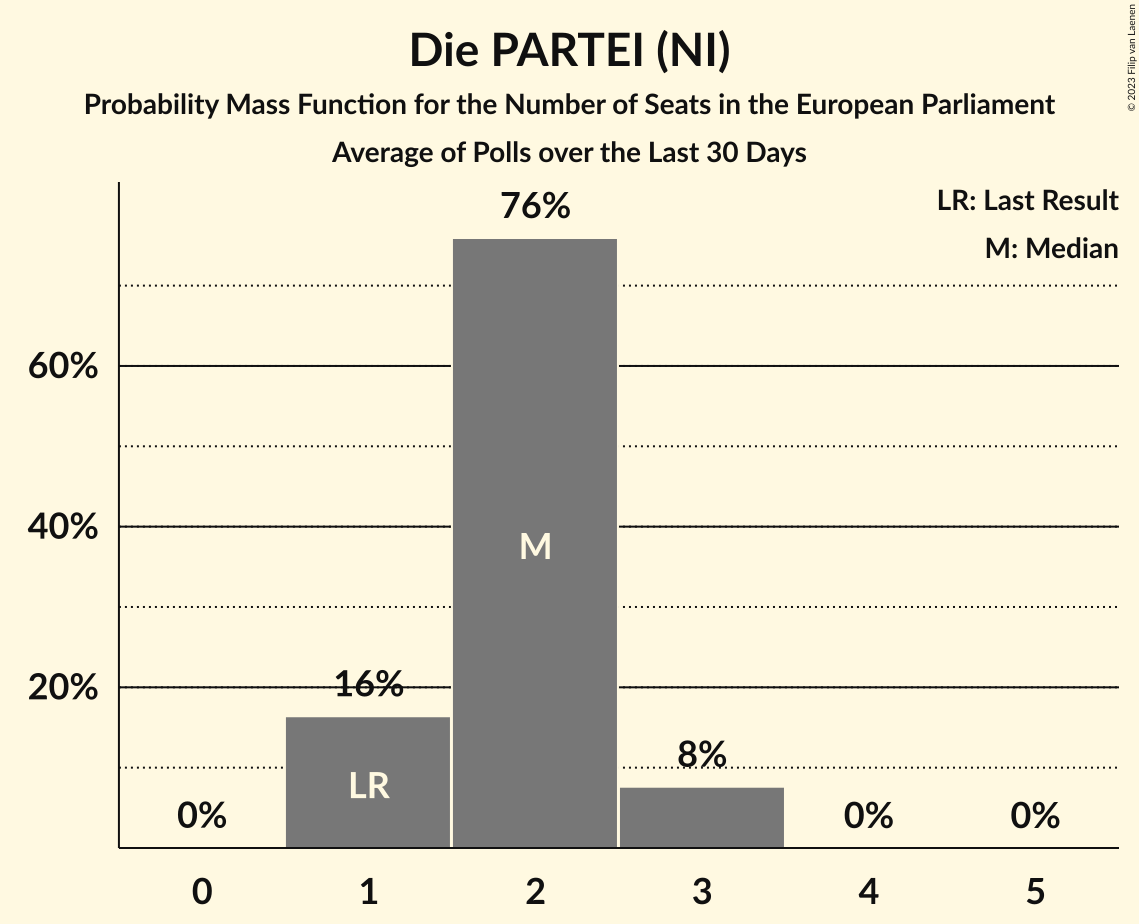 Die PARTEI (NI)
Probability Mass Function for the Number of Seats in the European Parliament
Average of Polls over the Last 30 Days
© 2023 Filip van Laenen
LR: Last Result
M: Median
76%
60%
40%
M
20%
16%
8%
LR
0%
0%
0%
0 1 2 3 4 5